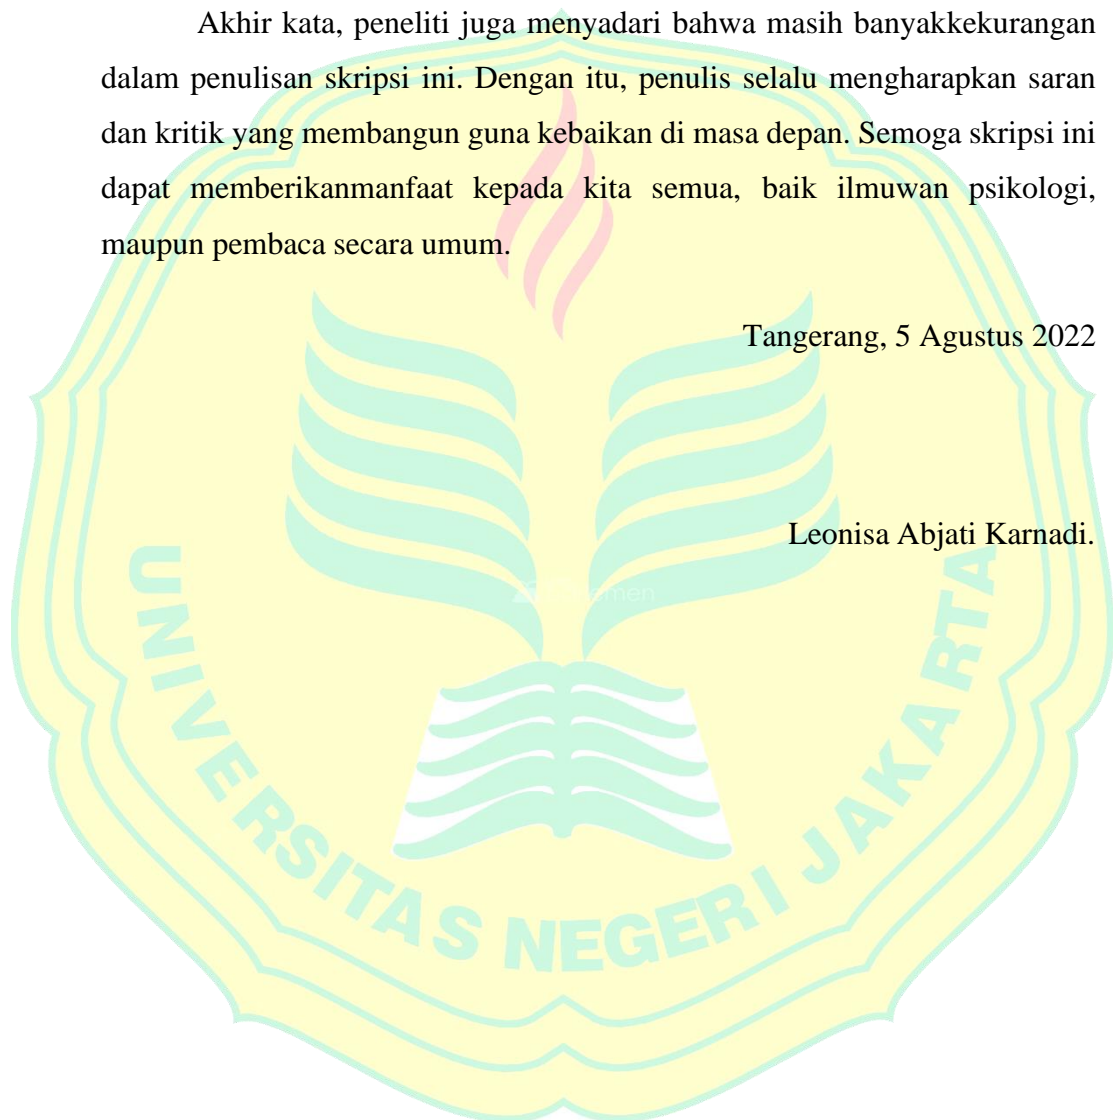 Akhir kata, peneliti juga menyadari bahwa masih banyakkekurangan
dalam penulisan skripsi ini. Dengan itu, penulis selalu mengharapkan saran
dan kritik yang membangun guna kebaikan di masa depan. Semoga skripsi ini
dapat memberikanmanfaat kepada kita semua, baik ilmuwan psikologi,
maupun pembaca secara umum.
Tangerang, 5 Agustus 2022
Leonisa Abjati Karnadi.
UNIVERSITAS NEGERI JAKARTA